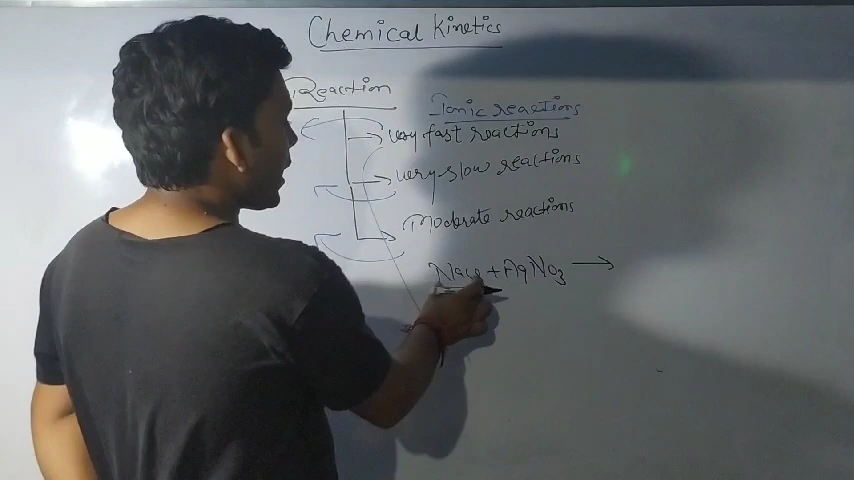 Chemical Kinetics
Reaction
Ionic reactions
very fast reactions
very slow reactions
Moderate reactions
NaCl + AgNO3 →